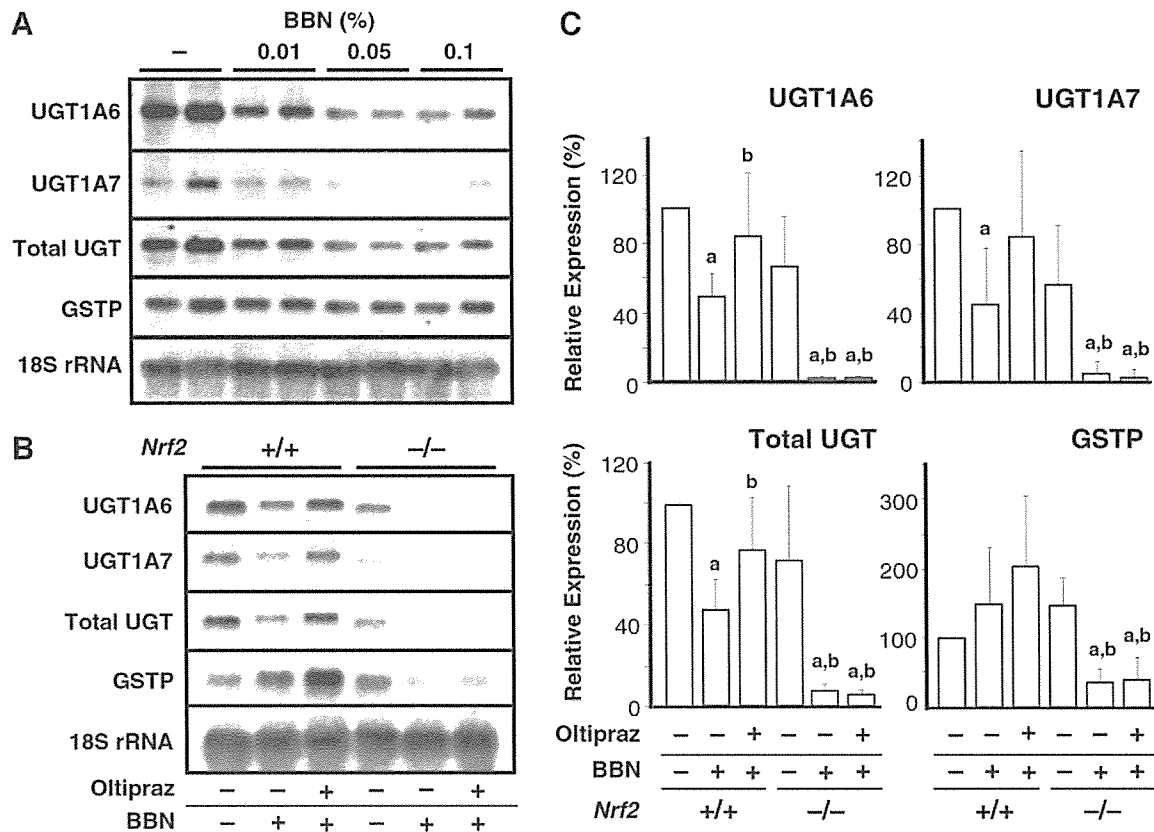 A
BBN (%)
– 0.01 0.05 0.1
UGT1A6
UGT1A7
Total UGT
GSTP
18S rRNA
B
Nrf2 +/+ –/–
UGT1A6
UGT1A7
Total UGT
GSTP
18S rRNA
Oltipraz – – + – – +
BBN – + + – + +
C
UGT1A6
Relative Expression (%)
120
80
40
0
a
b
a,b a,b
UGT1A7
120
80
40
0
a
a,b
a,b
Total UGT
Relative Expression (%)
120
80
40
0
a
b
a,b a,b
GSTP
300
200
100
0
a,b
a,b
Oltipraz – – + – – + – – + – – +
BBN – + + – + + – + + – + +
Nrf2 +/+ –/– +/+ –/–